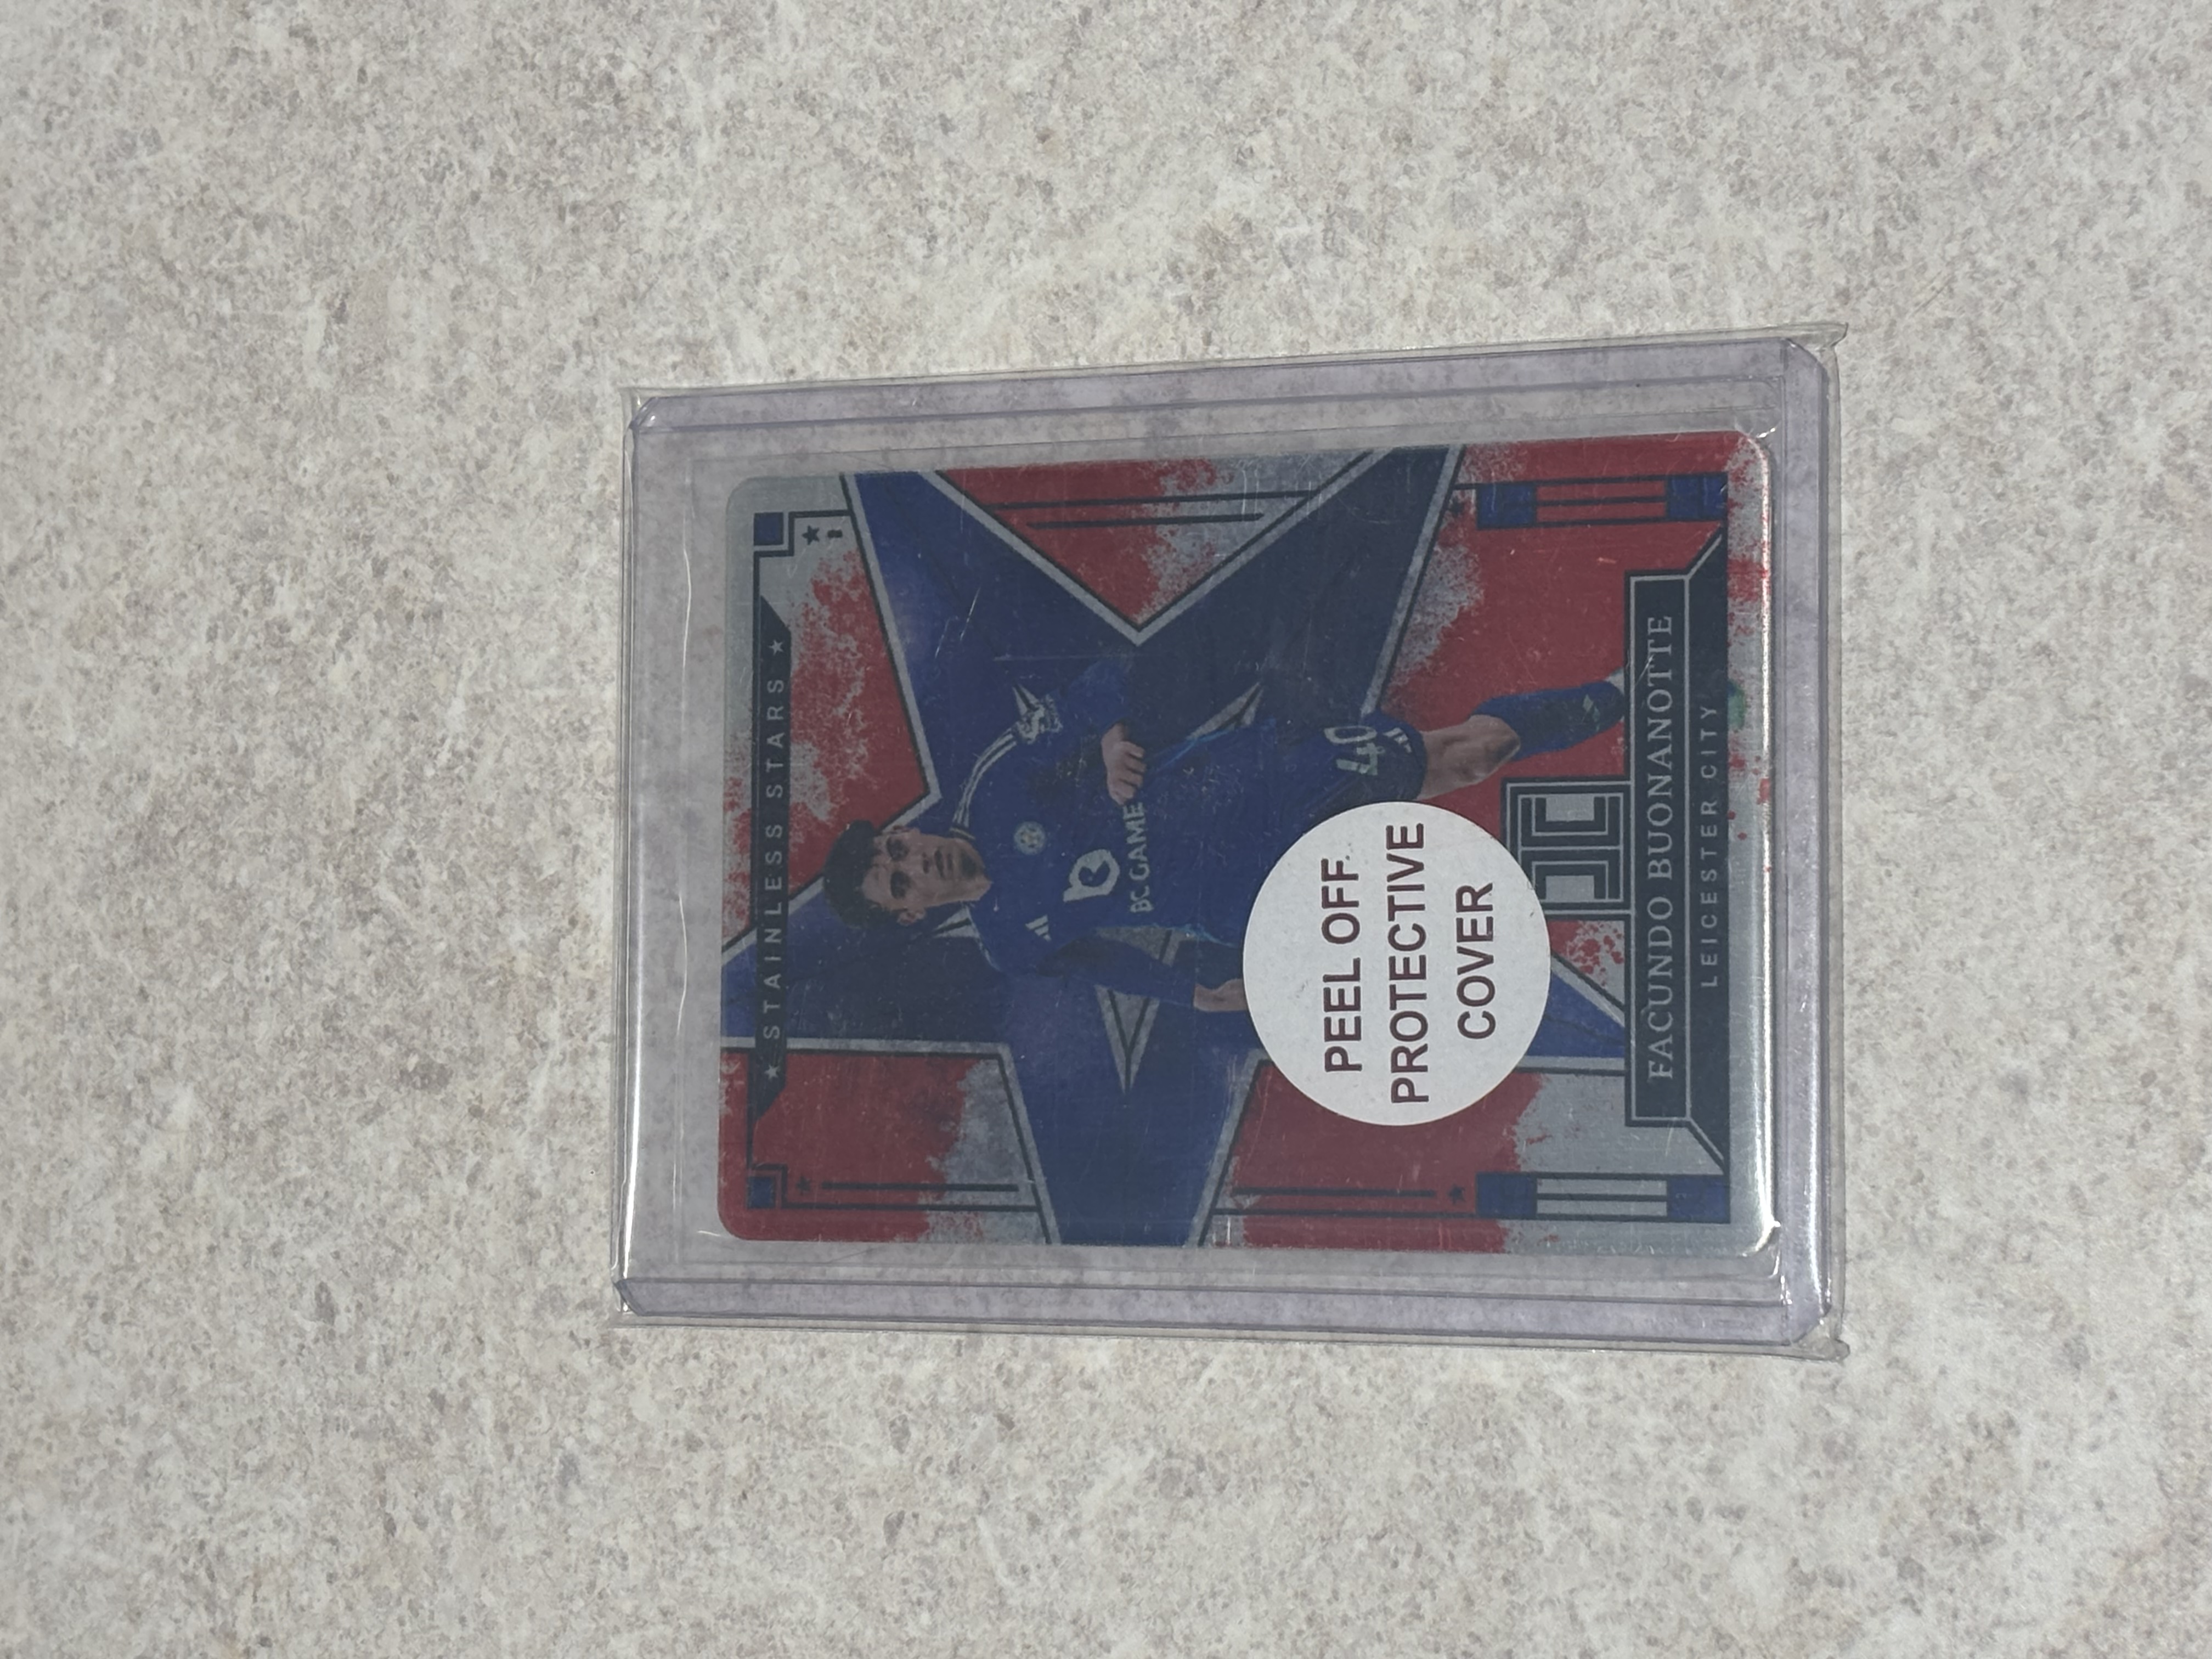 ★ STAINLESS STARS ★
BC.GAME
40
PEEL OFF
PROTECTIVE
COVER
FACUNDO BUONANOTTE
LEICESTER CITY